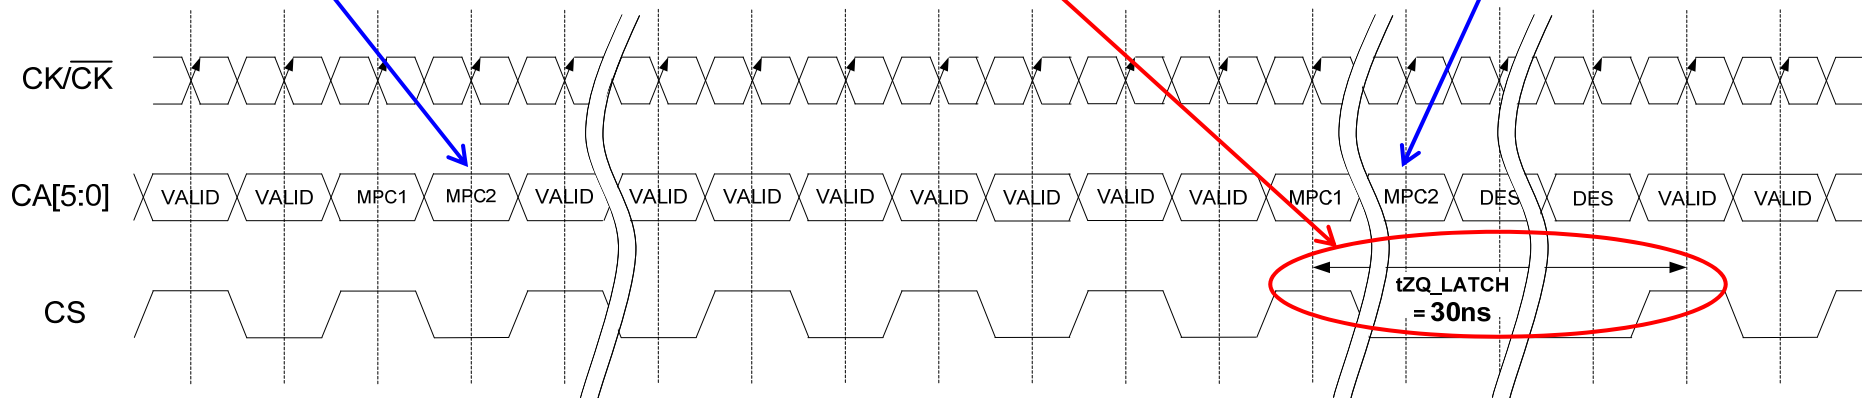 CK/CK
CA[5:0] VALID VALID MPC1 MPC2 VALID VALID VALID VALID VALID VALID VALID VALID MPC1 MPC2 DES DES VALID VALID
tZQ_LATCH
= 30ns
CS